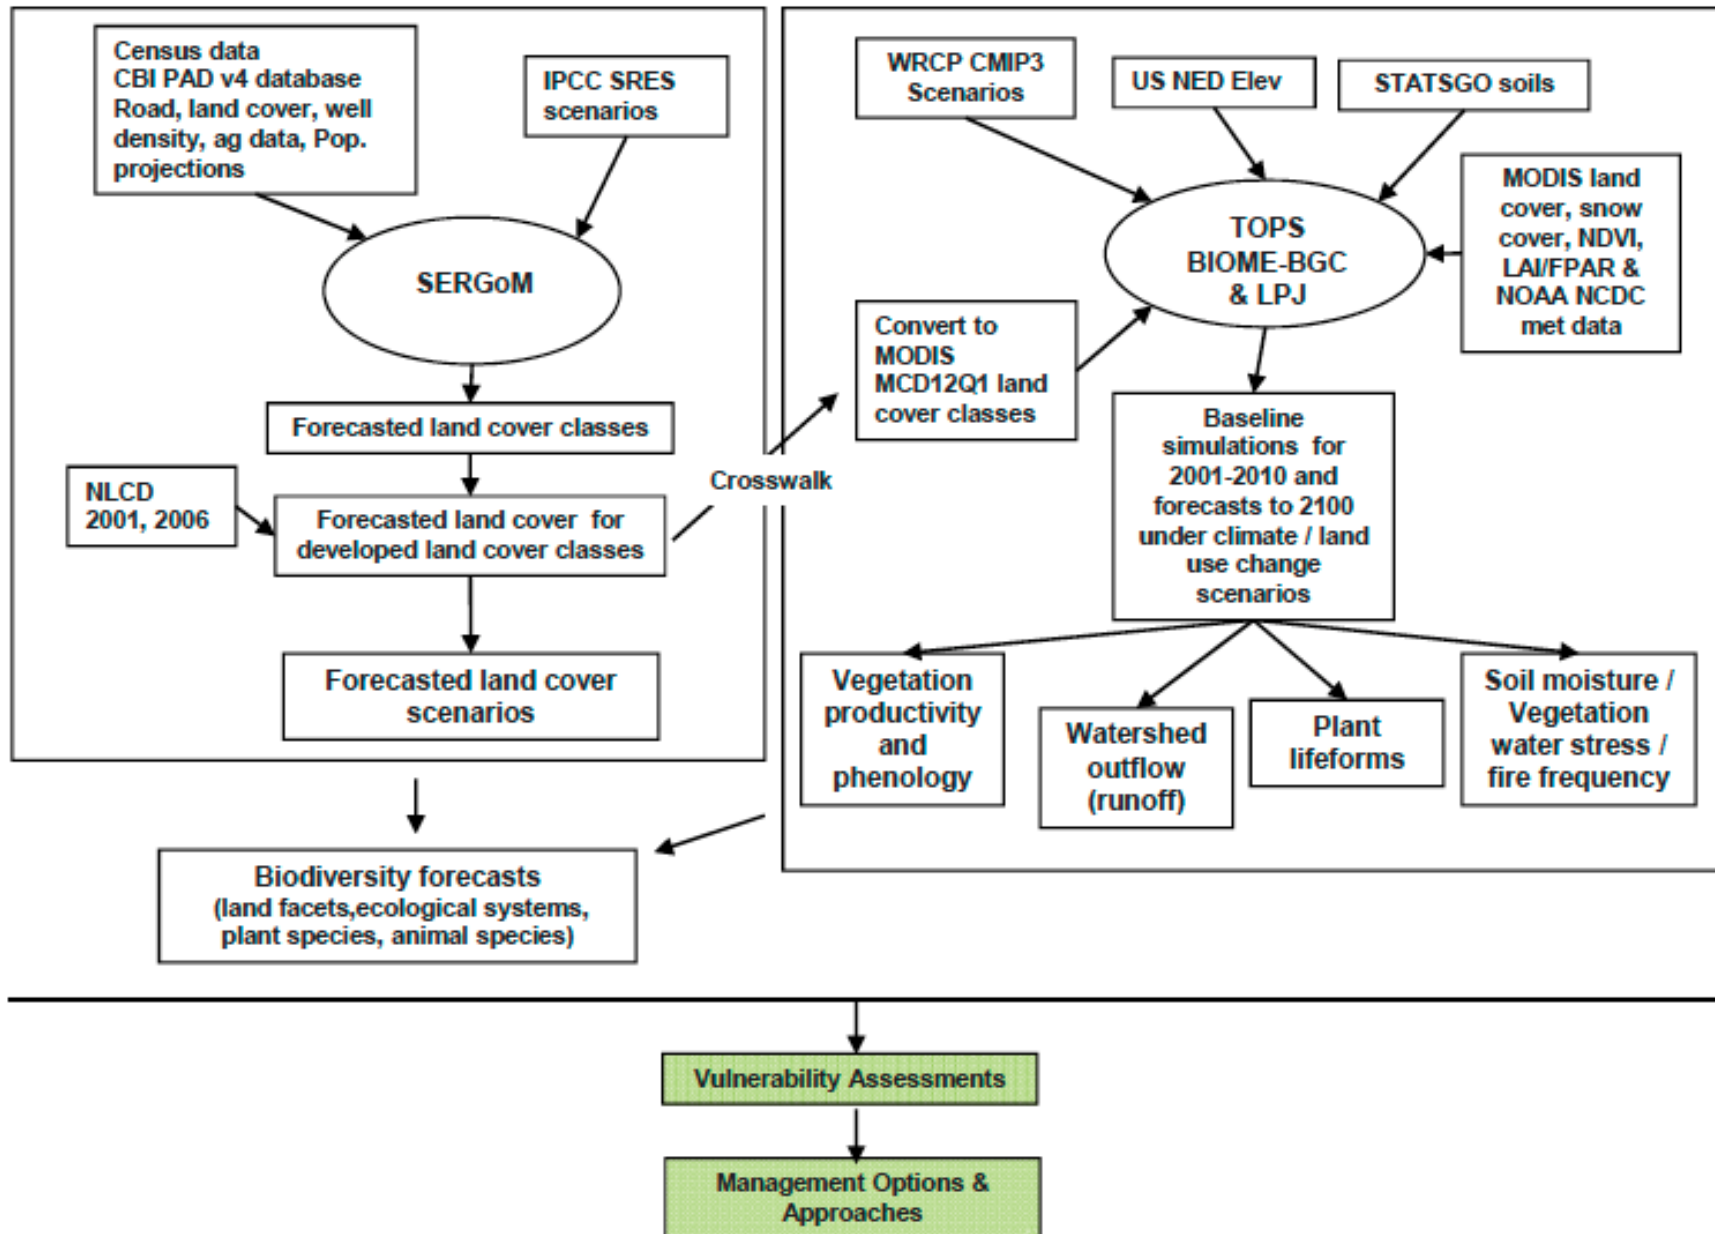 Census data
CBI PAD v4 database
Road, land cover, well
density, ag data, Pop.
projections
IPCC SRES
scenarios
SERGoM
Forecasted land cover classes
NLCD
2001, 2006
Forecasted land cover for
developed land cover classes
Forecasted land cover
scenarios
Crosswalk
WRCP CMIP3
Scenarios
US NED Elev
STATSGO soils
MODIS land
cover, snow
cover, NDVI,
LAI/FPAR &
NOAA NCDC
met data
TOPS
BIOME-BGC
& LPJ
Convert to
MODIS
MCD12Q1 land
cover classes
Baseline
simulations for
2001-2010 and
forecasts to 2100
under climate / land
use change
scenarios
Vegetation
productivity
and
phenology
Watershed
outflow
(runoff)
Plant
lifeforms
Soil moisture /
Vegetation
water stress /
fire frequency
Biodiversity forecasts
(land facets,ecological systems,
plant species, animal species)
Vulnerability Assessments
Management Options &
Approaches